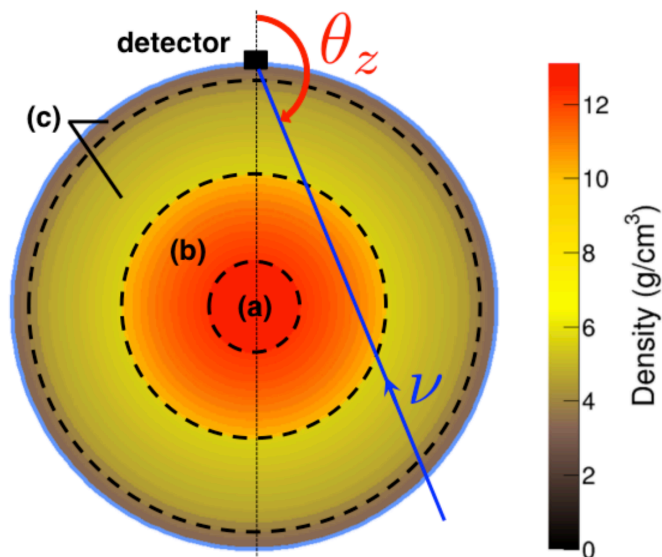 detector
θz
(c)
(b)
(a)
ν
12
10
8
6
4
2
0
Density (g/cm³)